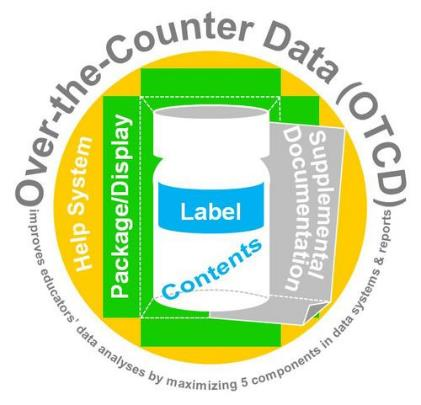 Over-the-Counter Data (OTCD)
Help System
Package/Display
Label
Contents
Supplemental
Documentation
improves educators' data analyses by maximizing 5 components in data systems & reports